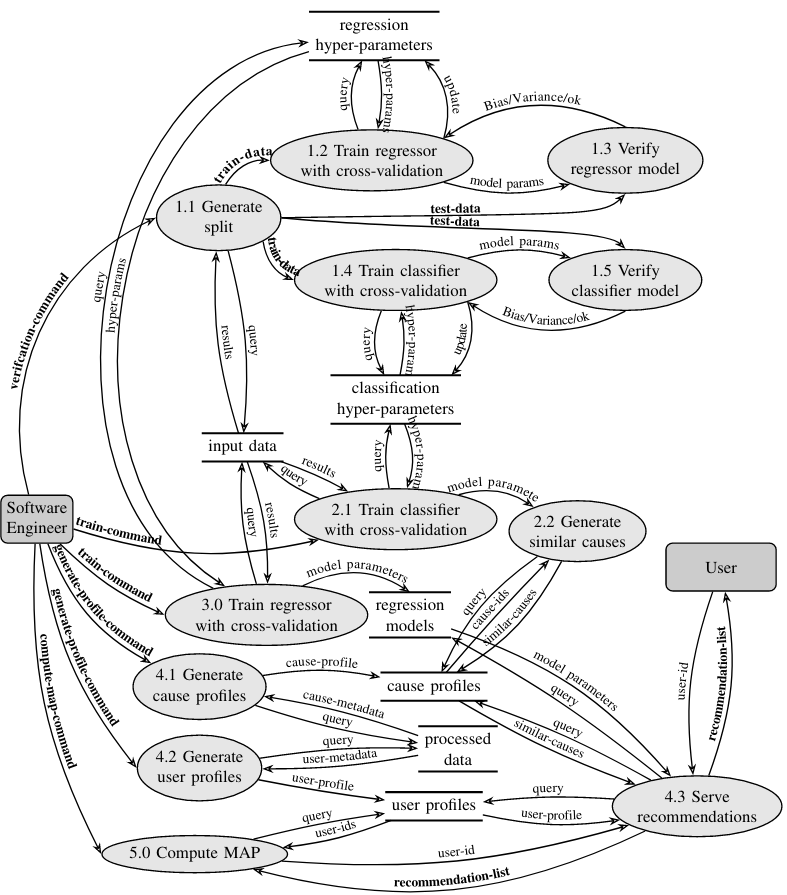 regression
hyper-parameters
query
hyper-params
update
Bias/Variance/ok
train-data
1.2 Train regressor
with cross-validation
1.3 Verify
regressor model
model params
1.1 Generate
split
test-data
test-data
train-data
model params
1.4 Train classifier
with cross-validation
1.5 Verify
classifier model
query
hyper-params
verifcation-command
results
query
query
hyper-param
update
Bias/Variance/ok
classification
hyper-parameters
input data
results
query
query
hyper-param
model paramete
2.1 Train classifier
with cross-validation
2.2 Generate
similar causes
Software
Engineer
train-command
query
results
train-command
generate-profile-command
generate-profile-command
compute-map-command
model parameters
3.0 Train regressor
with cross-validation
regression
models
query
cause-ids
similar-causes
User
model parameters
query
user-id
recommendation-list
4.1 Generate
cause profiles
cause-profile
cause profiles
cause-metadata
query
query
similar-causes
4.2 Generate
user profiles
query
user-metadata
processed
data
user-profile
user profiles
query
user-profile
4.3 Serve
recommendations
query
user-ids
5.0 Compute MAP
user-id
recommendation-list